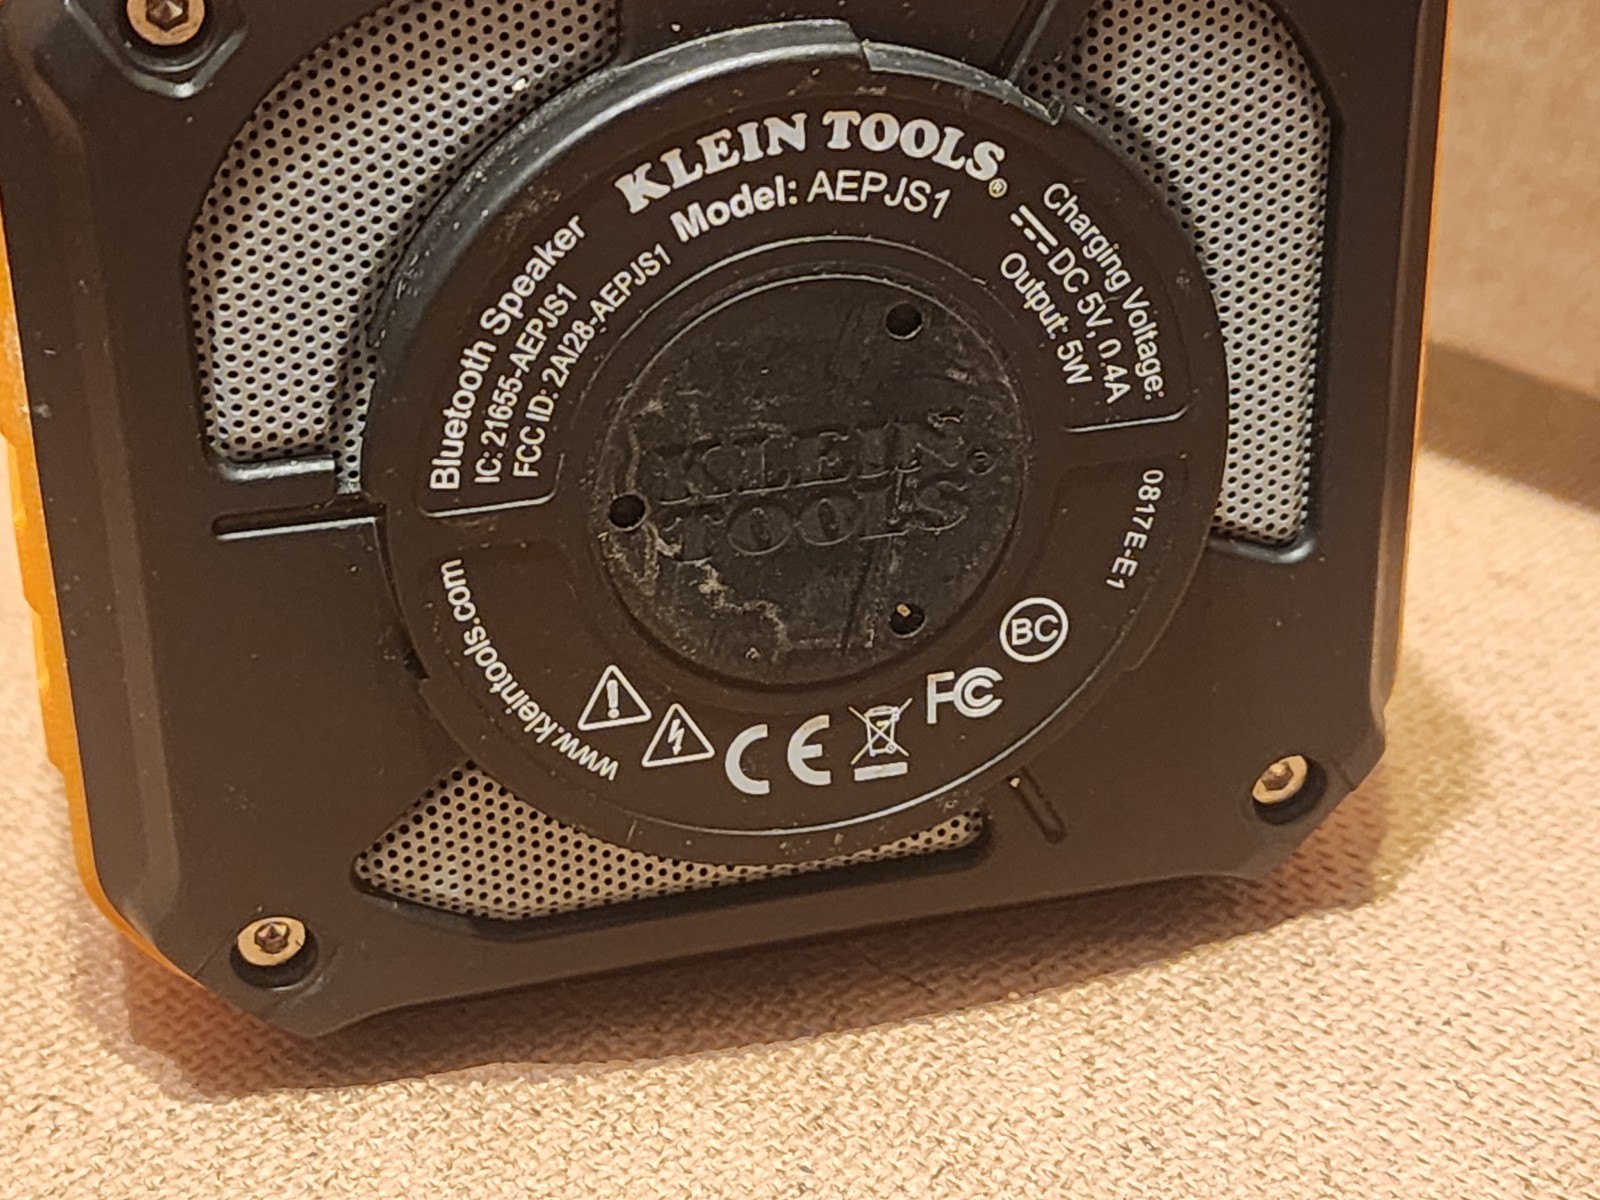 KLEIN TOOLS®
Model: AEPJS1
Bluetooth Speaker
IC: 21655-AEPJS1
FCC ID: 2AI28-AEPJS1
Charging Voltage:
⎓DC 5V, 0.4A
Output: 5W
KLEIN
TOOLS®
0817E-E1
www.kleintools.com
CE
FC
BC